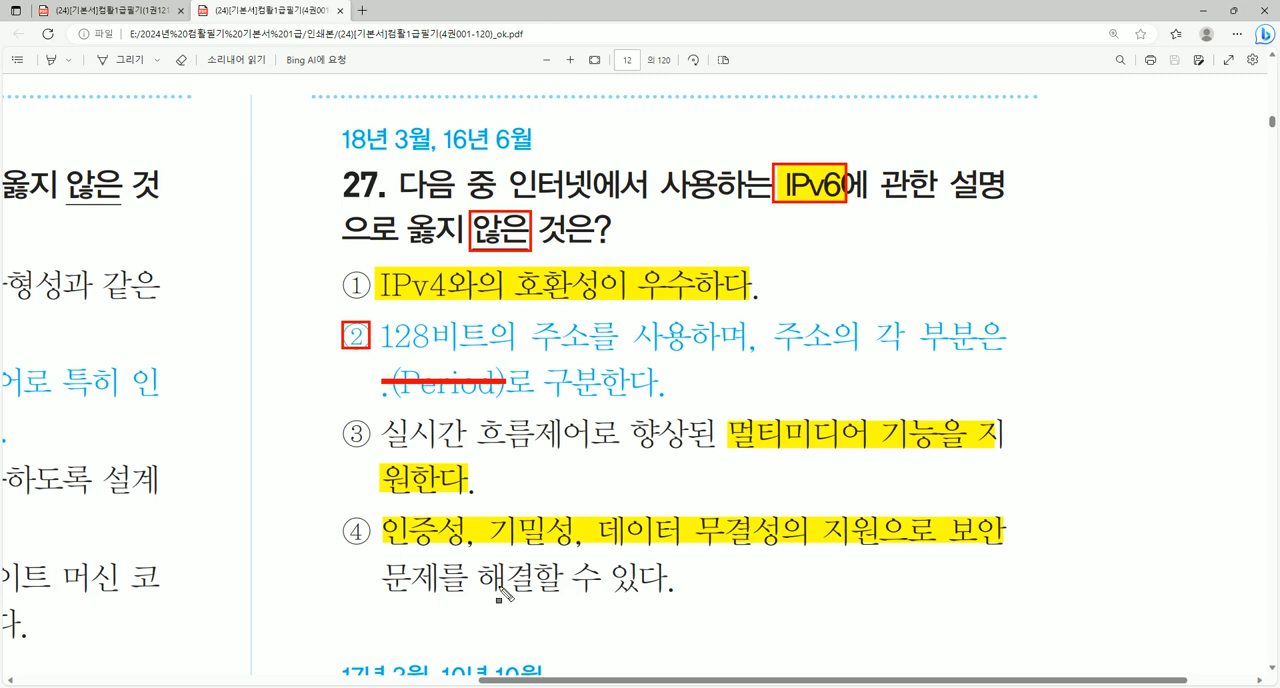 (24)[기본서]컴활1급필기(1권121
(24)[기본서]컴활1급필기(4권001
파일
E:/2024년%20컴활필기%20기본서%201급/인쇄본/(24)[기본서]컴활1급필기(4권001-120)_ok.pdf
그리기
소리내어 읽기
Bing AI에 요청
12
의 120
옳지 않은 것
형성과 같은
어로 특히 인
하도록 설계
이트 머신 코
다.
18년 3월, 16년 6월
27. 다음 중 인터넷에서 사용하는 IPv6에 관한 설명
으로 옳지 않은 것은?
① IPv4와의 호환성이 우수하다.
② 128비트의 주소를 사용하며, 주소의 각 부분은
.(Period)로 구분한다.
③ 실시간 흐름제어로 향상된 멀티미디어 기능을 지
원한다.
④ 인증성, 기밀성, 데이터 무결성의 지원으로 보안
문제를 해결할 수 있다.